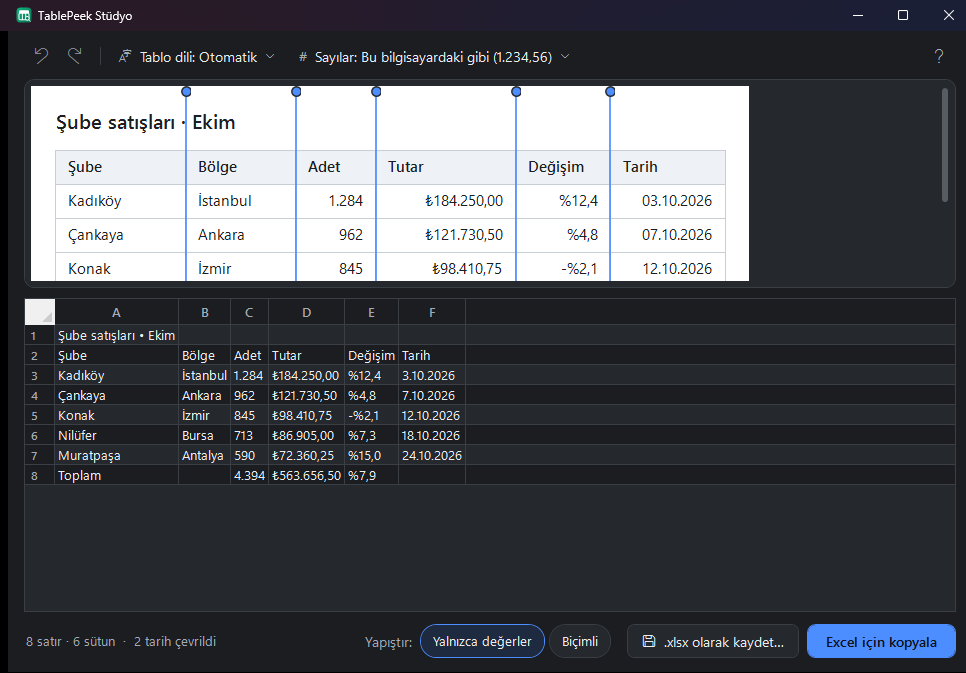 TablePeek Stüdyo
Tablo dili: Otomatik
# Sayılar: Bu bilgisayardaki gibi (1.234,56)
?
Şube satışları · Ekim
Şube Bölge Adet Tutar Değişim Tarih
Kadıköy İstanbul 1.284 ₺184.250,00 %12,4 03.10.2026
Çankaya Ankara 962 ₺121.730,50 %4,8 07.10.2026
Konak İzmir 845 ₺98.410,75 -%2,1 12.10.2026
A B C D E F
1 Şube satışları • Ekim
2 Şube Bölge Adet Tutar Değişim Tarih
3 Kadıköy İstanbul 1.284 ₺184.250,00 %12,4 3.10.2026
4 Çankaya Ankara 962 ₺121.730,50 %4,8 7.10.2026
5 Konak İzmir 845 ₺98.410,75 -%2,1 12.10.2026
6 Nilüfer Bursa 713 ₺86.905,00 %7,3 18.10.2026
7 Muratpaşa Antalya 590 ₺72.360,25 %15,0 24.10.2026
8 Toplam 4.394 ₺563.656,50 %7,9
8 satır · 6 sütun · 2 tarih çevrildi Yapıştır: Yalnızca değerler Biçimli .xlsx olarak kaydet... Excel için kopyala